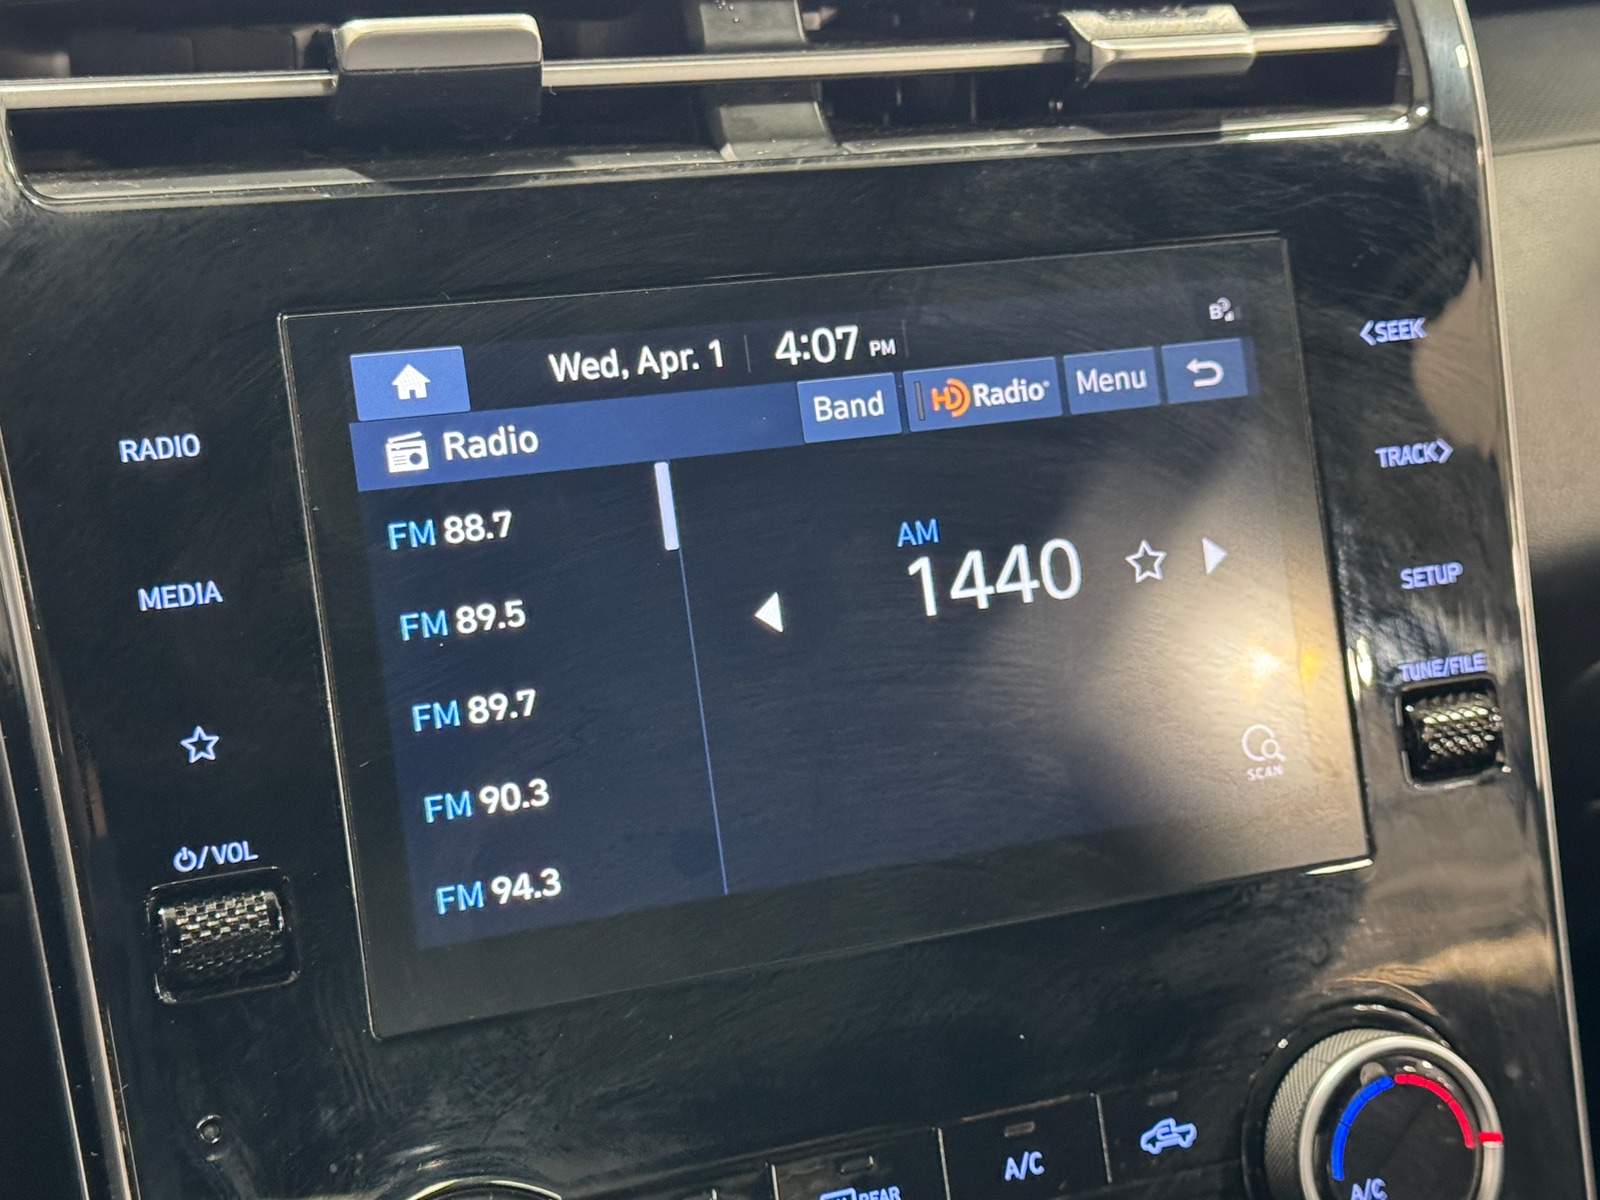 Wed, Apr. 1 4:07 PM
Band HD Radio Menu
Radio
FM 88.7
FM 89.5
FM 89.7
FM 90.3
FM 94.3
AM
1440
SCAN
RADIO
MEDIA
/VOL
<SEEK
TRACK>
SETUP
TUNE/FILE
REAR
A/C
A/C